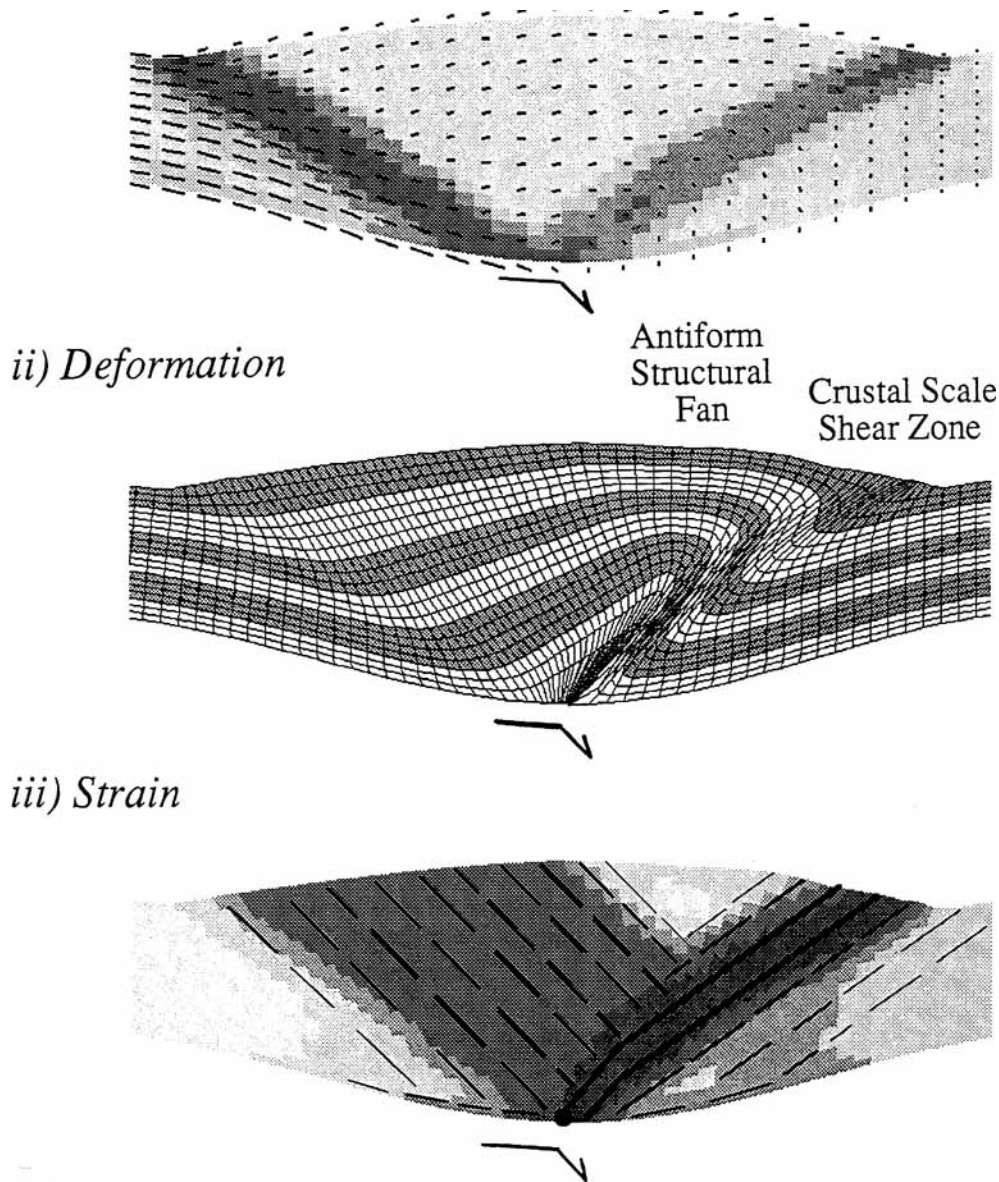 ii) Deformation
Antiform
Structural
Fan
Crustal Scale
Shear Zone
iii) Strain